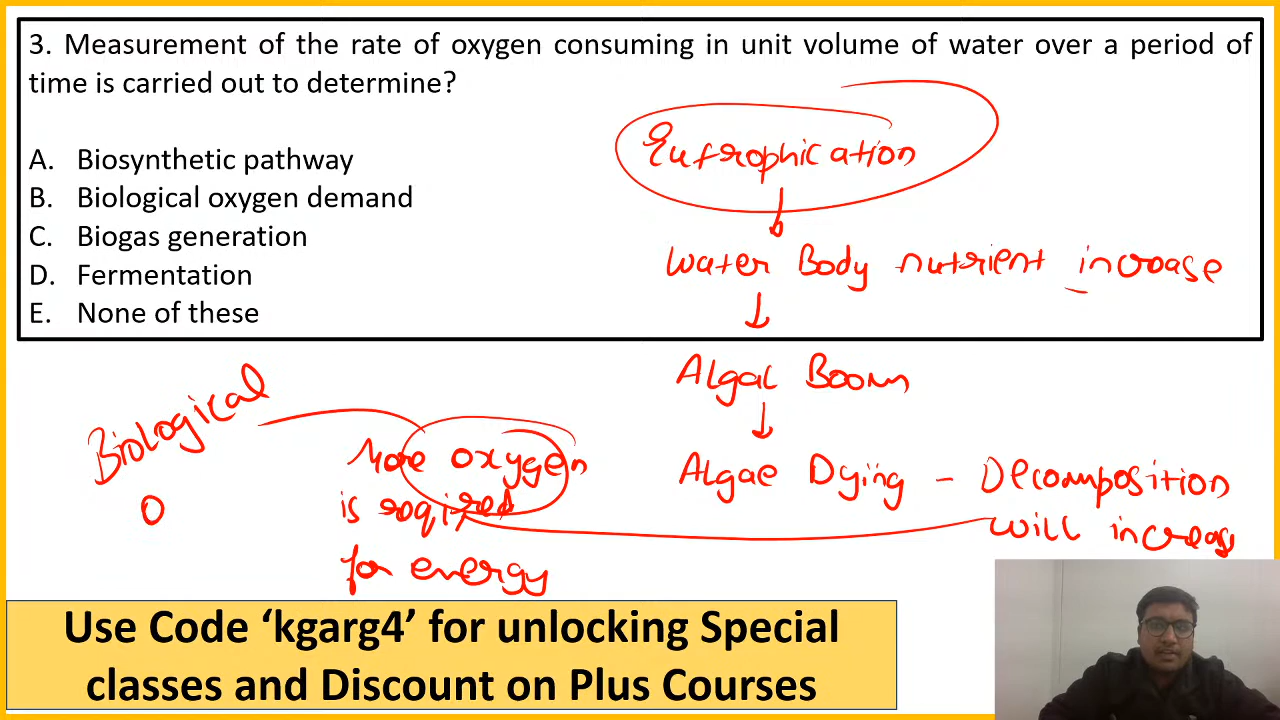 3. Measurement of the rate of oxygen consuming in unit volume of water over a period of
time is carried out to determine?
A. Biosynthetic pathway
B. Biological oxygen demand
C. Biogas generation
D. Fermentation
E. None of these
Eutrophication
Water Body nutrient increase
Algal Boom
Algae Dying - Decomposition
will increase
Biological
O
More oxygen
is required
for energy
Use Code ‘kgarg4’ for unlocking Special
classes and Discount on Plus Courses